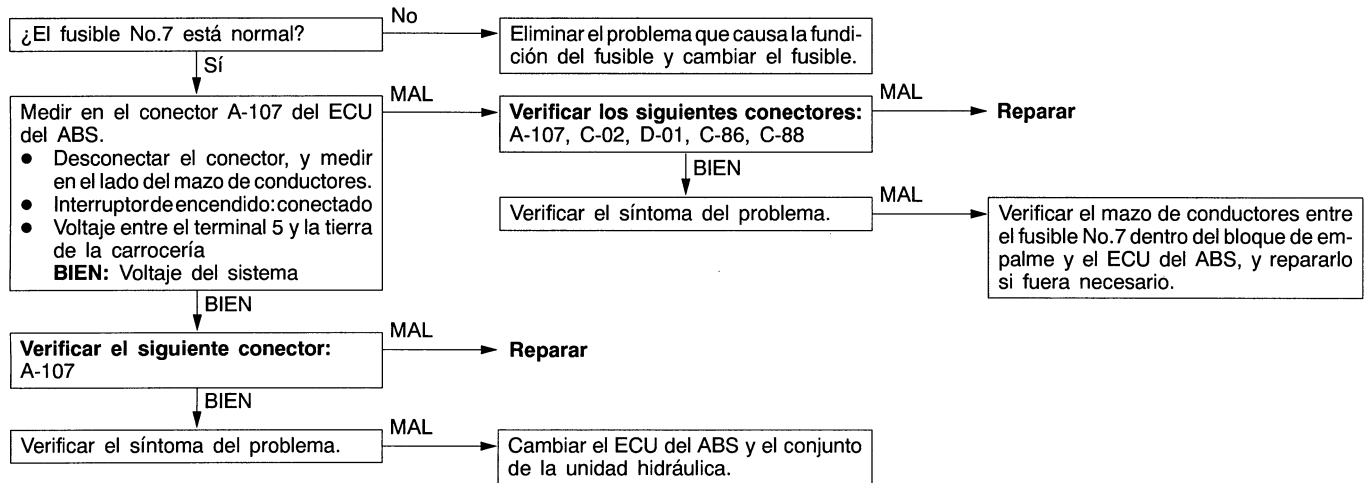 ¿El fusible No.7 está normal?
No
Eliminar el problema que causa la fundi-
ción del fusible y cambiar el fusible.
Sí
Medir en el conector A-107 del ECU
del ABS.
● Desconectar el conector, y medir
en el lado del mazo de conductores.
● Interruptor de encendido: conectado
● Voltaje entre el terminal 5 y la tierra
de la carrocería
BIEN: Voltaje del sistema
MAL
Verificar los siguientes conectores:
A-107, C-02, D-01, C-86, C-88
MAL
Reparar
BIEN
Verificar el síntoma del problema.
MAL
Verificar el mazo de conductores entre
el fusible No.7 dentro del bloque de em-
palme y el ECU del ABS, y repararlo
si fuera necesario.
BIEN
Verificar el siguiente conector:
A-107
MAL
Reparar
BIEN
Verificar el síntoma del problema.
MAL
Cambiar el ECU del ABS y el conjunto
de la unidad hidráulica.